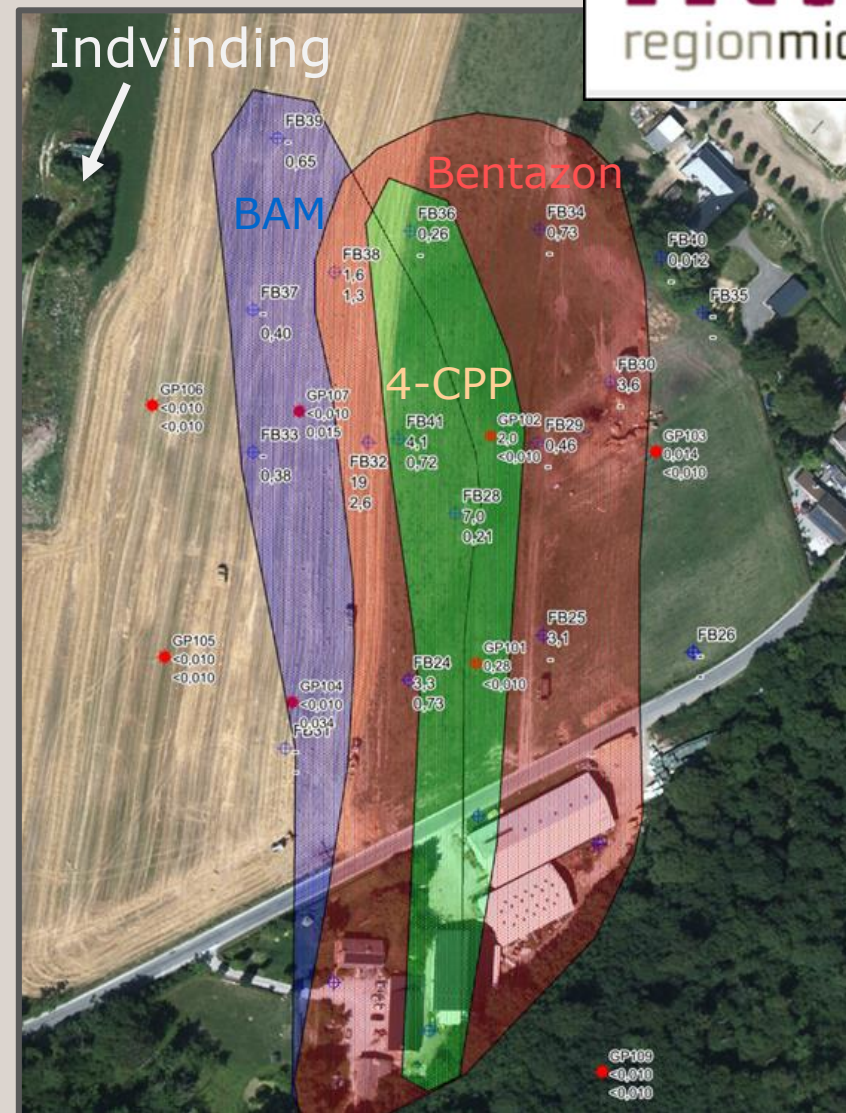 regionmid
Indvinding
FB39
-
0,65
Bentazon
BAM
FB36
0,26
-
FB34
0,73
-
FB40
0,012
-
FB38
1,6
1,3
FB37
-
0,40
FB35
-
-
4-CPP
FB30
3,6
-
GP106
<0,010
<0,010
GP107
<0,010
0,015
FB41
4,1
0,72
GP102
2,0
<0,010
FB29
0,46
-
GP103
0,014
<0,010
FB33
-
0,38
FB32
19
2,6
FB28
7,0
0,21
FB25
3,1
-
FB26
-
-
GP105
<0,010
<0,010
GP101
0,28
<0,010
FB24
3,3
0,73
GP104
<0,010
0,034
FB31
-
-
GP109
<0,010
<0,010